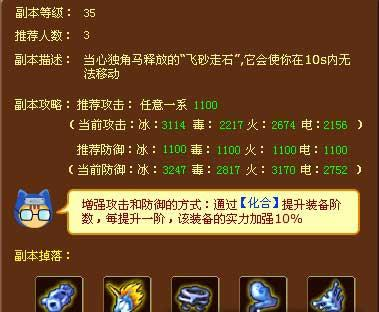 副本等级： 35
推荐人数： 3
副本描述： 当心独角马释放的“飞砂走石”,它会使你在10s内无
法移动
副本攻略： 推荐攻击： 任意一系 1100
（ 当前攻击：冰：3114 毒： 2217 火：2674 电：2156 ）
推荐防御：冰： 1100 毒： 1100 火： 1100 电：1100
（ 当前防御：冰：3247 毒：2817 火：3170 电：2752 ）
增强攻击和防御的方式：通过【化合】提升装备阶
数，每提升一阶，该装备的实力加强10%
副本掉落：